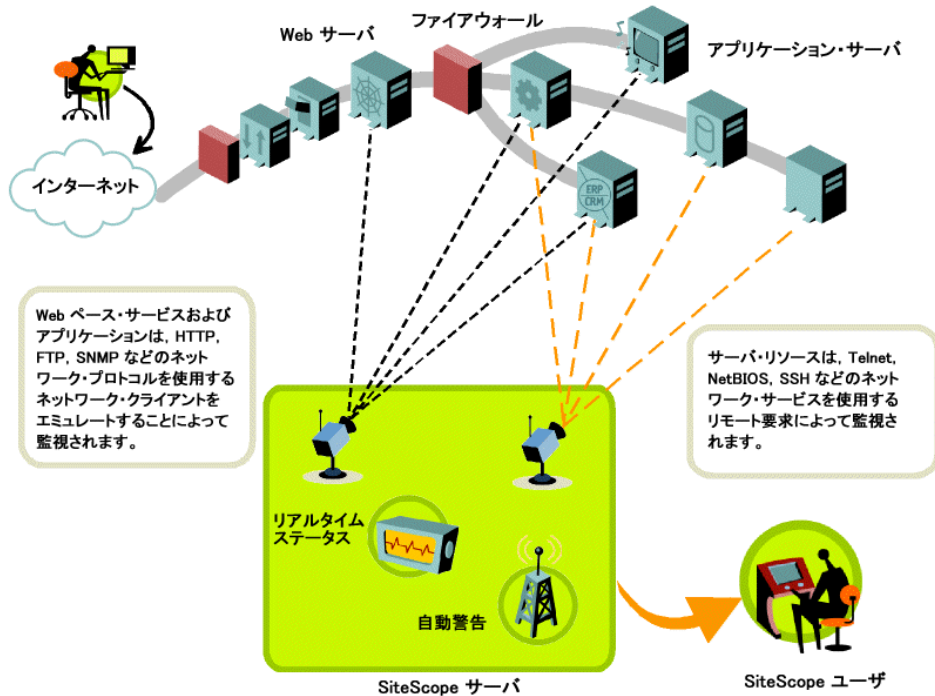 Web サーバ
ファイアウォール
アプリケーション・サーバ
インターネット
ERP
CRM
Web ベース・サービスおよび
アプリケーションは, HTTP,
FTP, SNMP などのネット
ワーク・プロトコルを使用する
ネットワーク・クライアントを
エミュレートすることによって
監視されます。
サーバ・リソースは, Telnet,
NetBIOS, SSH などのネット
ワーク・サービスを使用する
リモート要求によって監視さ
れます。
リアルタイム
ステータス
自動警告
SiteScope サーバ
SiteScope ユーザ